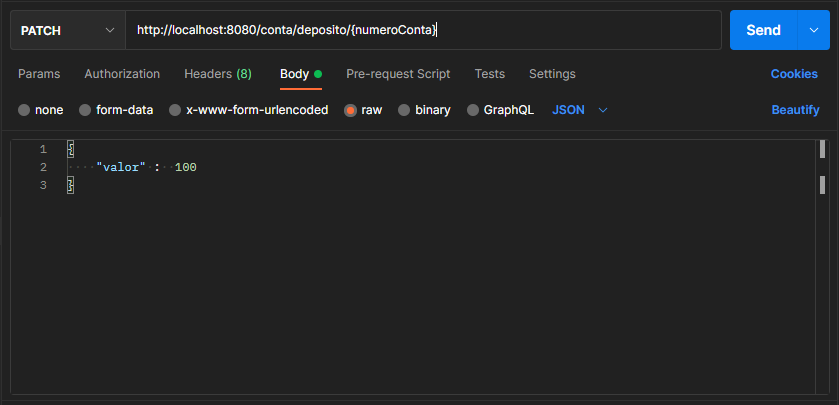 PATCH http://localhost:8080/conta/deposito/{numeroConta} Send
Params Authorization Headers (8) Body Pre-request Script Tests Settings Cookies
none form-data x-www-form-urlencoded raw binary GraphQL JSON Beautify
1 {
2 "valor" : 100
3 }